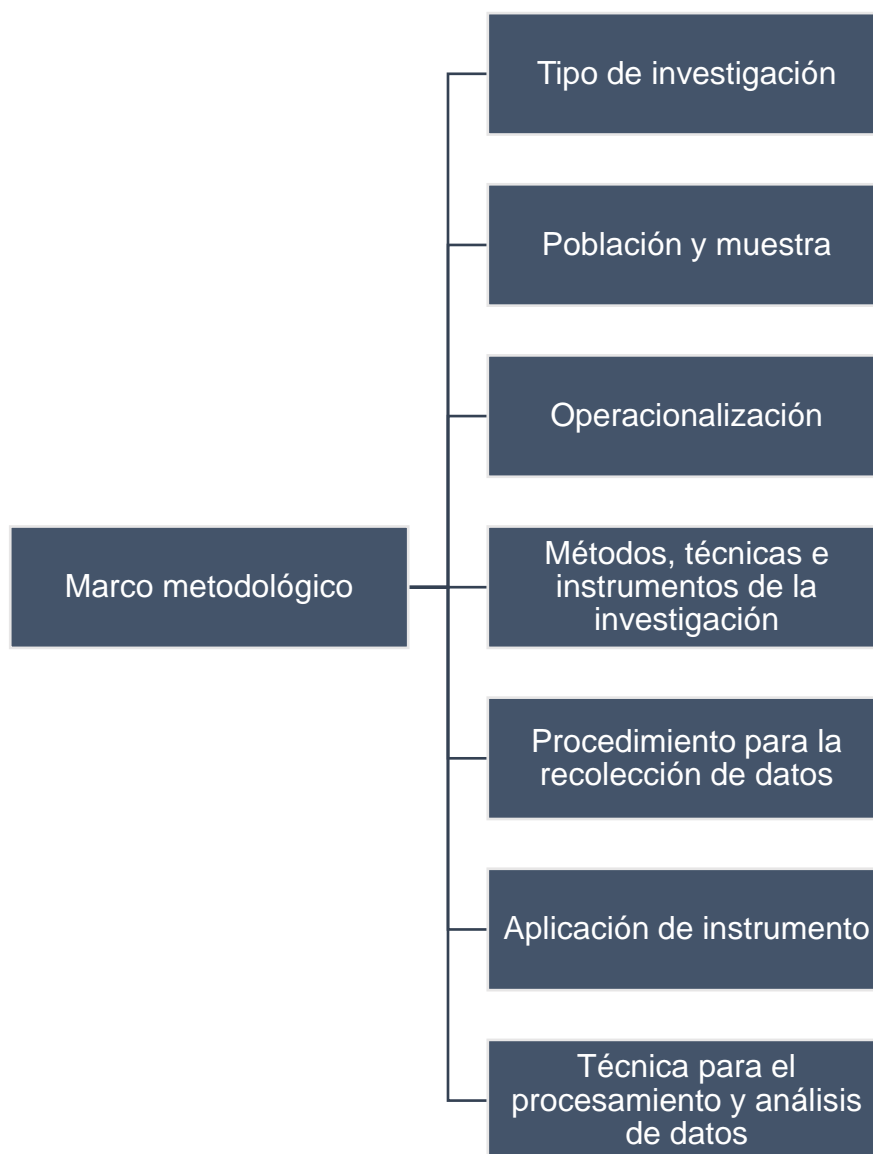 Tipo de investigación
Población y muestra
Operacionalización
Marco metodológico
Métodos, técnicas e
instrumentos de la
investigación
Procedimiento para la
recolección de datos
Aplicación de instrumento
Técnica para el
procesamiento y análisis
de datos